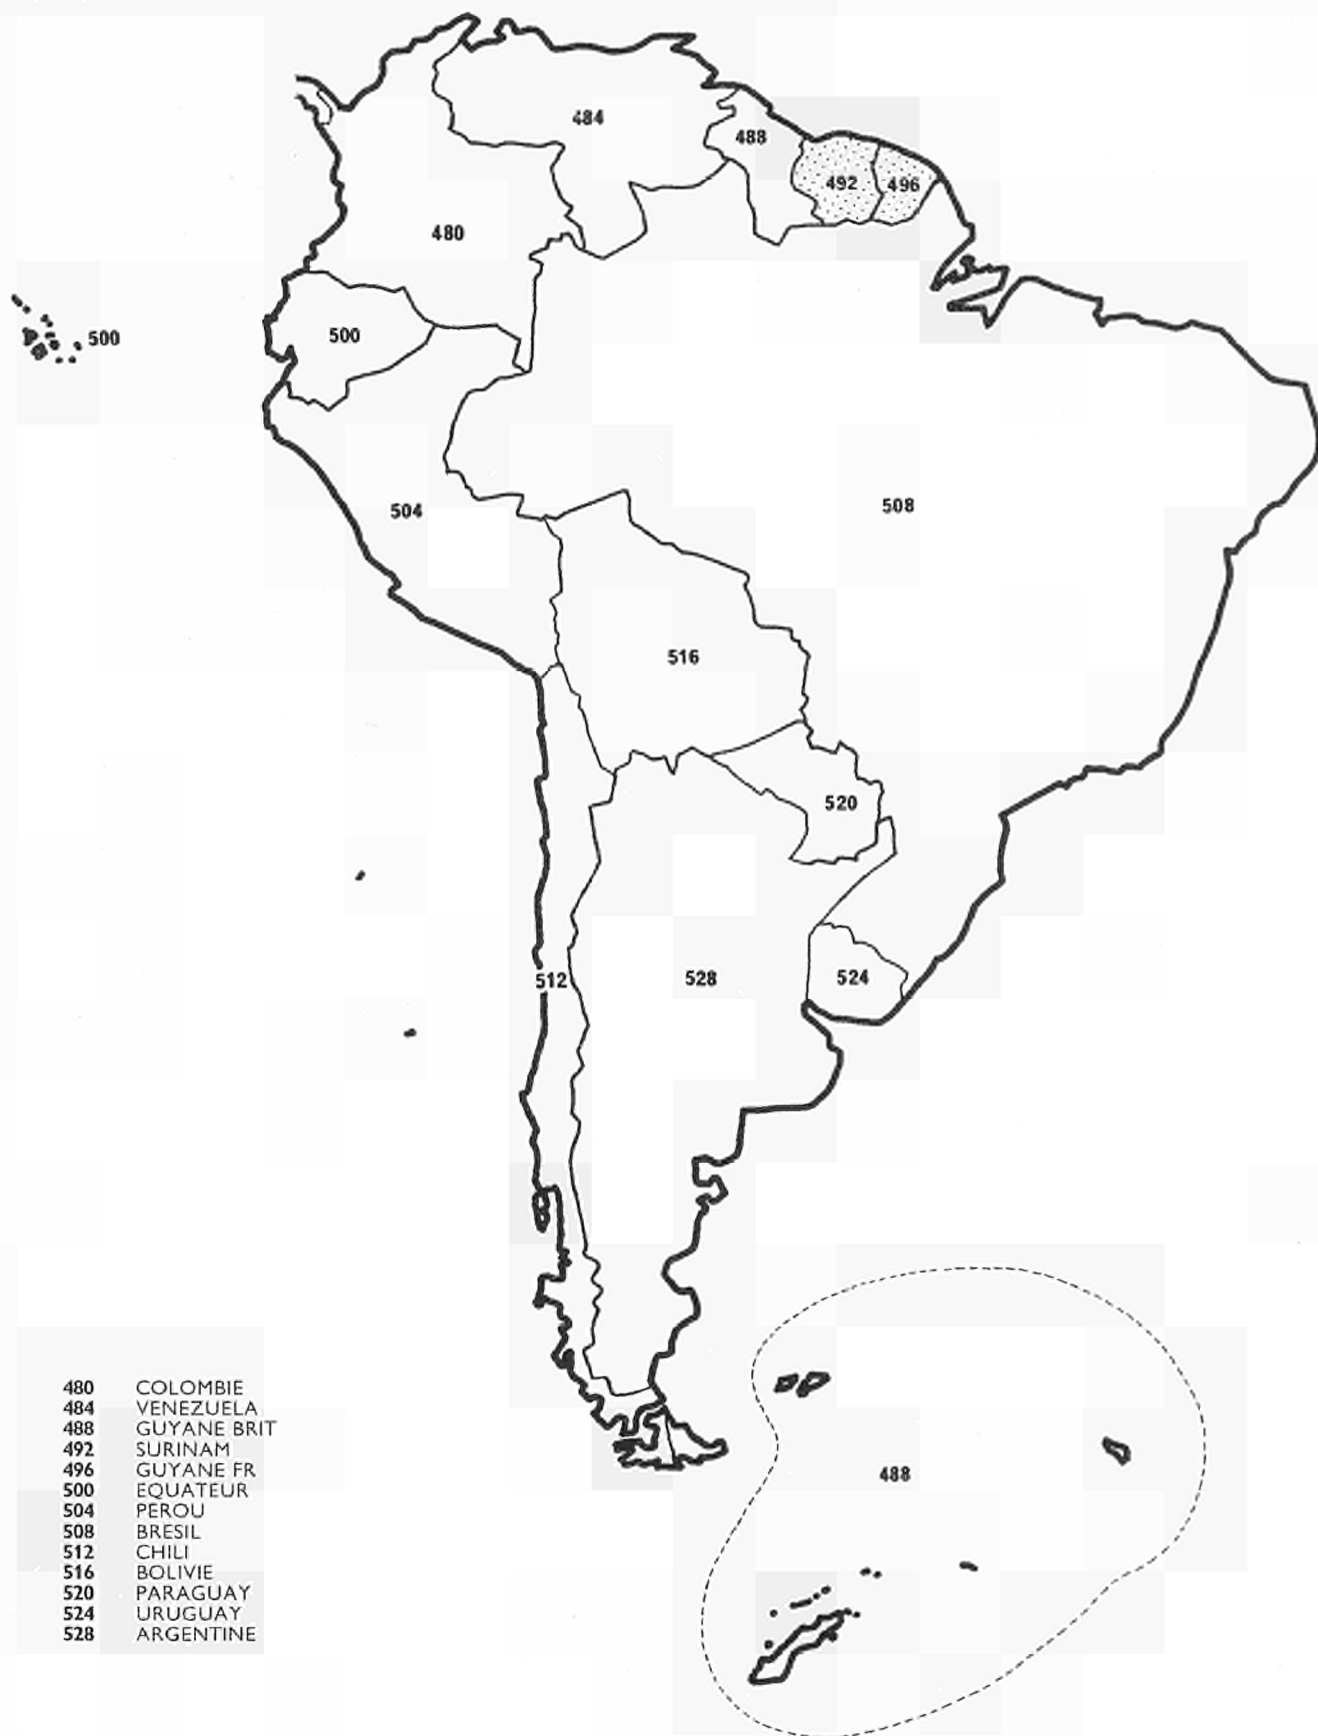 484
488
492
496
480
500
500
504
508
516
520
512
528
524
488
480 COLOMBIE
484 VENEZUELA
488 GUYANE BRIT
492 SURINAM
496 GUYANE FR
500 EQUATEUR
504 PEROU
508 BRESIL
512 CHILI
516 BOLIVIE
520 PARAGUAY
524 URUGUAY
528 ARGENTINE